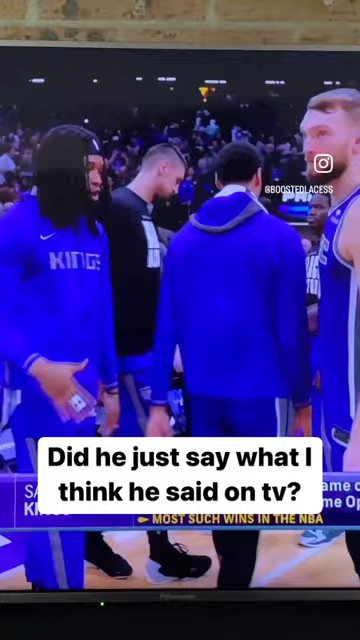 @BOOSTEDLACESS
KINGS
Did he just say what I
think he said on tv?
MOST SUCH WINS IN THE NBA